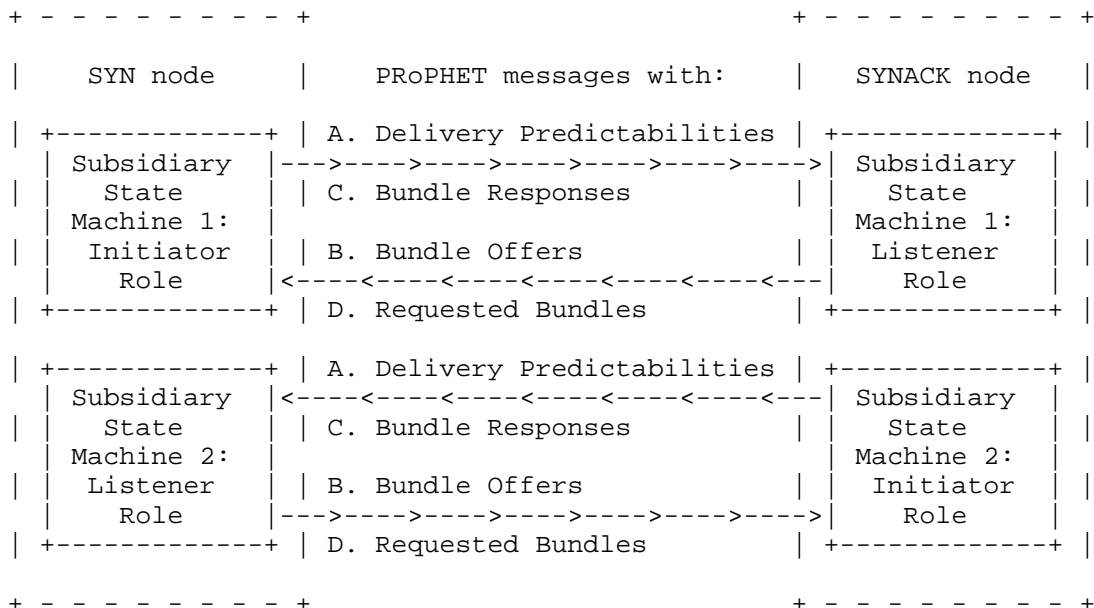 + - - - - - - - - +                              + - - - - - - - - +
|    SYN node     |    PRoPHET messages with:    |   SYNACK node   |
| +-------------+ | A. Delivery Predictabilities | +-------------+ |
  | Subsidiary  |--->---->---->---->---->---->---->| Subsidiary  |
| |   State     | | C. Bundle Responses          | |   State     | |
  | Machine 1:  |                                  | Machine 1:  |
| |  Initiator  | | B. Bundle Offers             | |  Listener   | |
  |    Role     |<----<----<----<----<----<----<---|    Role     |
| +-------------+ | D. Requested Bundles         | +-------------+ |
| +-------------+ | A. Delivery Predictabilities | +-------------+ |
  | Subsidiary  |<----<----<----<----<----<----<---| Subsidiary  |
| |   State     | | C. Bundle Responses          | |   State     | |
  | Machine 2:  |                                  | Machine 2:  |
| |  Listener   | | B. Bundle Offers             | |  Initiator  | |
  |    Role     |--->---->---->---->---->---->---->|    Role     |
| +-------------+ | D. Requested Bundles         | +-------------+ |
+ - - - - - - - - +                              + - - - - - - - - +